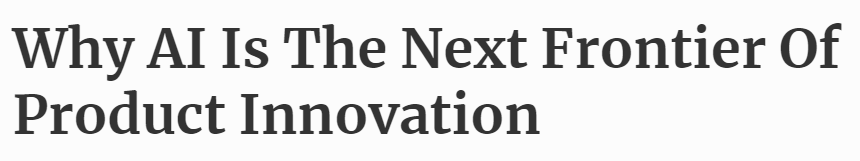 Why AI Is The Next Frontier Of
Product Innovation